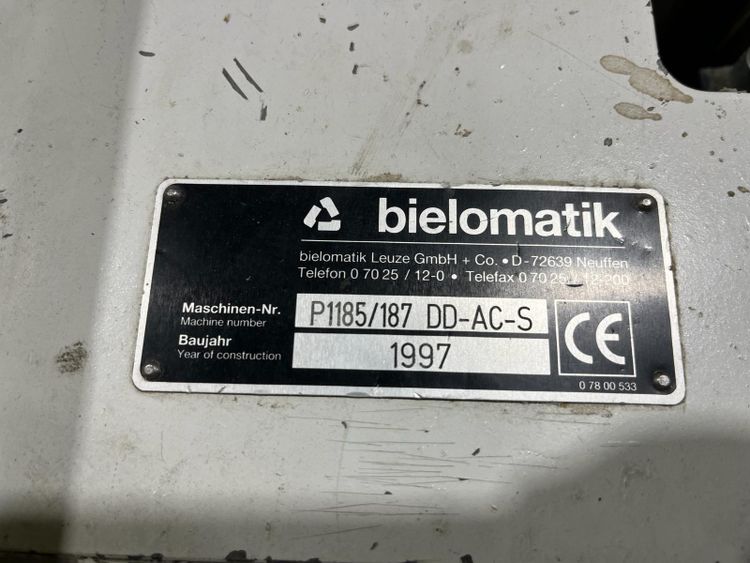 bielomatik
bielomatik Leuze GmbH + Co. • D-72639 Neuffen
Telefon 0 70 25 / 12-0 • Telefax 0 70 25 / 12-200
Maschinen-Nr.
Machine number
P1185/187 DD-AC-S
Baujahr
Year of construction
1997
CE
0 78 00 533